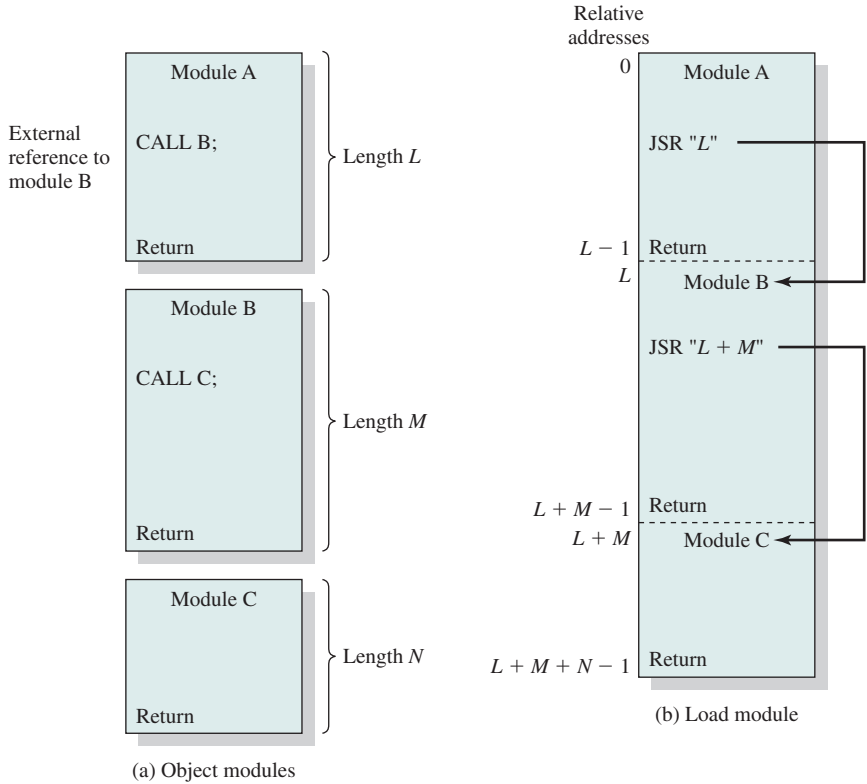 External
reference to
module B
Module A
CALL B;
Return
Length L
Module B
CALL C;
Return
Length M
Module C
Return
Length N
(a) Object modules
Relative
addresses
0
Module A
JSR "L"
L − 1
Return
L
Module B
JSR "L + M"
L + M − 1
Return
L + M
Module C
L + M + N − 1
Return
(b) Load module